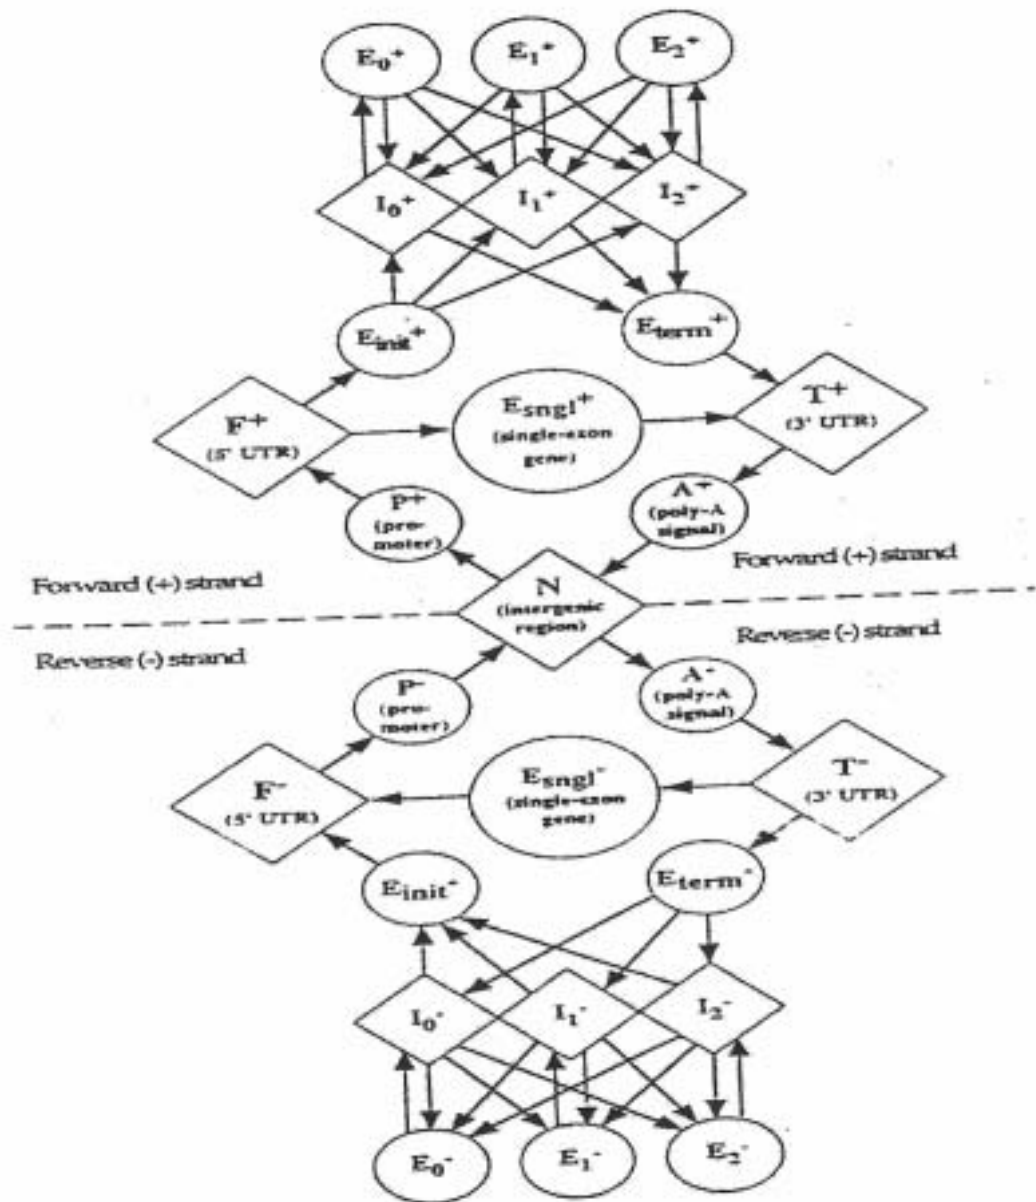 E₀⁺ E₁⁺ E₂⁺
I₀⁺ I₁⁺ I₂⁺
Einit⁺ Eterm⁺
F⁺
(5' UTR)
Esngl⁺
(single-exon
gene)
T⁺
(3' UTR)
P⁺
(pro-
moter)
A⁺
(poly-A
signal)
Forward (+) strand
Forward (+) strand
N
(intergenic
region)
Reverse (-) strand
Reverse (-) strand
P⁻
(pro-
moter)
A⁻
(poly-A
signal)
F⁻
(5' UTR)
Esngl⁻
(single-exon
gene)
T⁻
(3' UTR)
Einit⁻ Eterm⁻
I₀⁻ I₁⁻ I₂⁻
E₀⁻ E₁⁻ E₂⁻